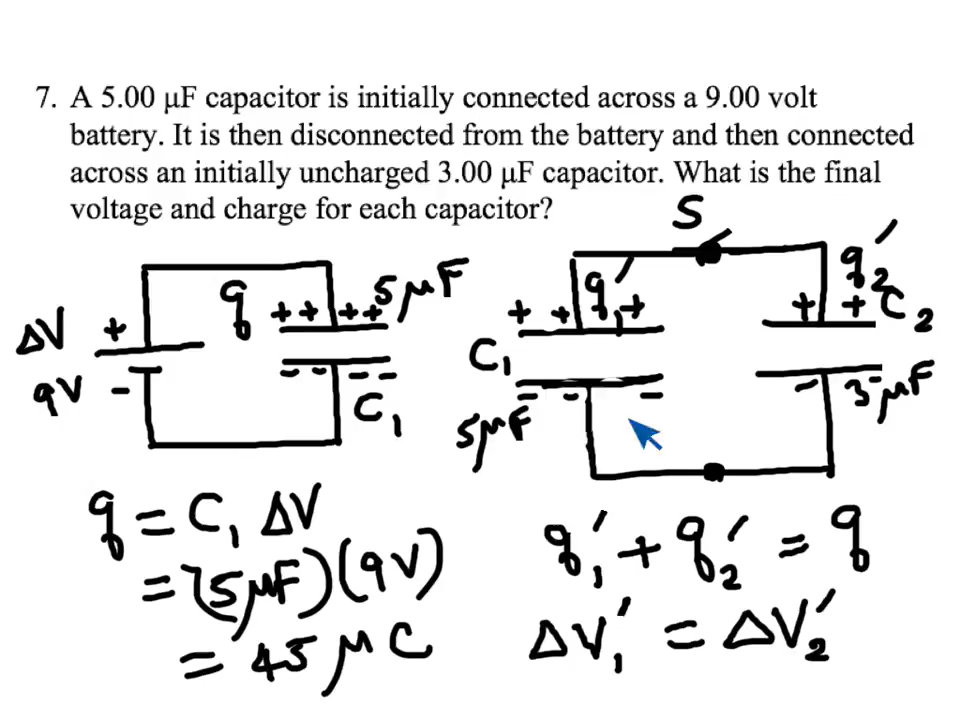 7. A 5.00 μF capacitor is initially connected across a 9.00 volt
battery. It is then disconnected from the battery and then connected
across an initially uncharged 3.00 μF capacitor. What is the final
voltage and charge for each capacitor?
S
ΔV + q ++ ++ 5μF
9V -
-- -- C₁
+ + q₁' + + + q₂' C₂
C₁
5μF - - -
- 3 - μF
q = C₁ ΔV
= (5μF)(9V)
= 45 μC
q₁' + q₂' = q
ΔV₁' = ΔV₂'